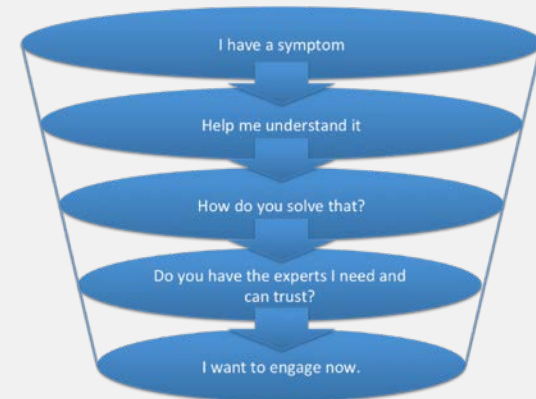 I have a symptom
Help me understand it
How do you solve that?
Do you have the experts I need and
can trust?
I want to engage now.